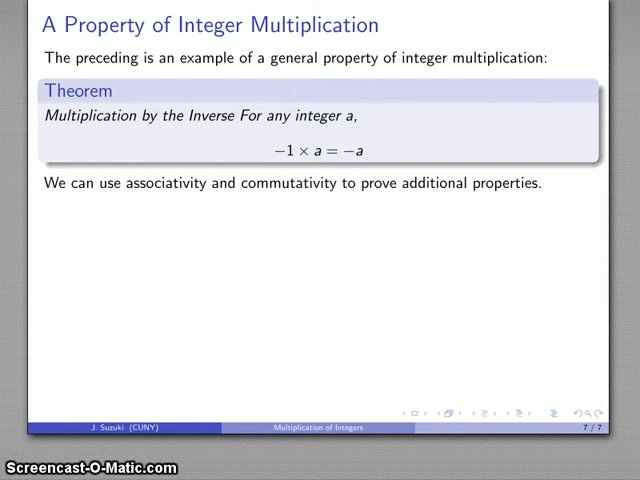 A Property of Integer Multiplication
The preceding is an example of a general property of integer multiplication:
Theorem
Multiplication by the Inverse For any integer a,
−1 × a = −a
We can use associativity and commutativity to prove additional properties.
J. Suzuki (CUNY) Multiplication of Integers 7 / 7
Screencast-O-Matic.com